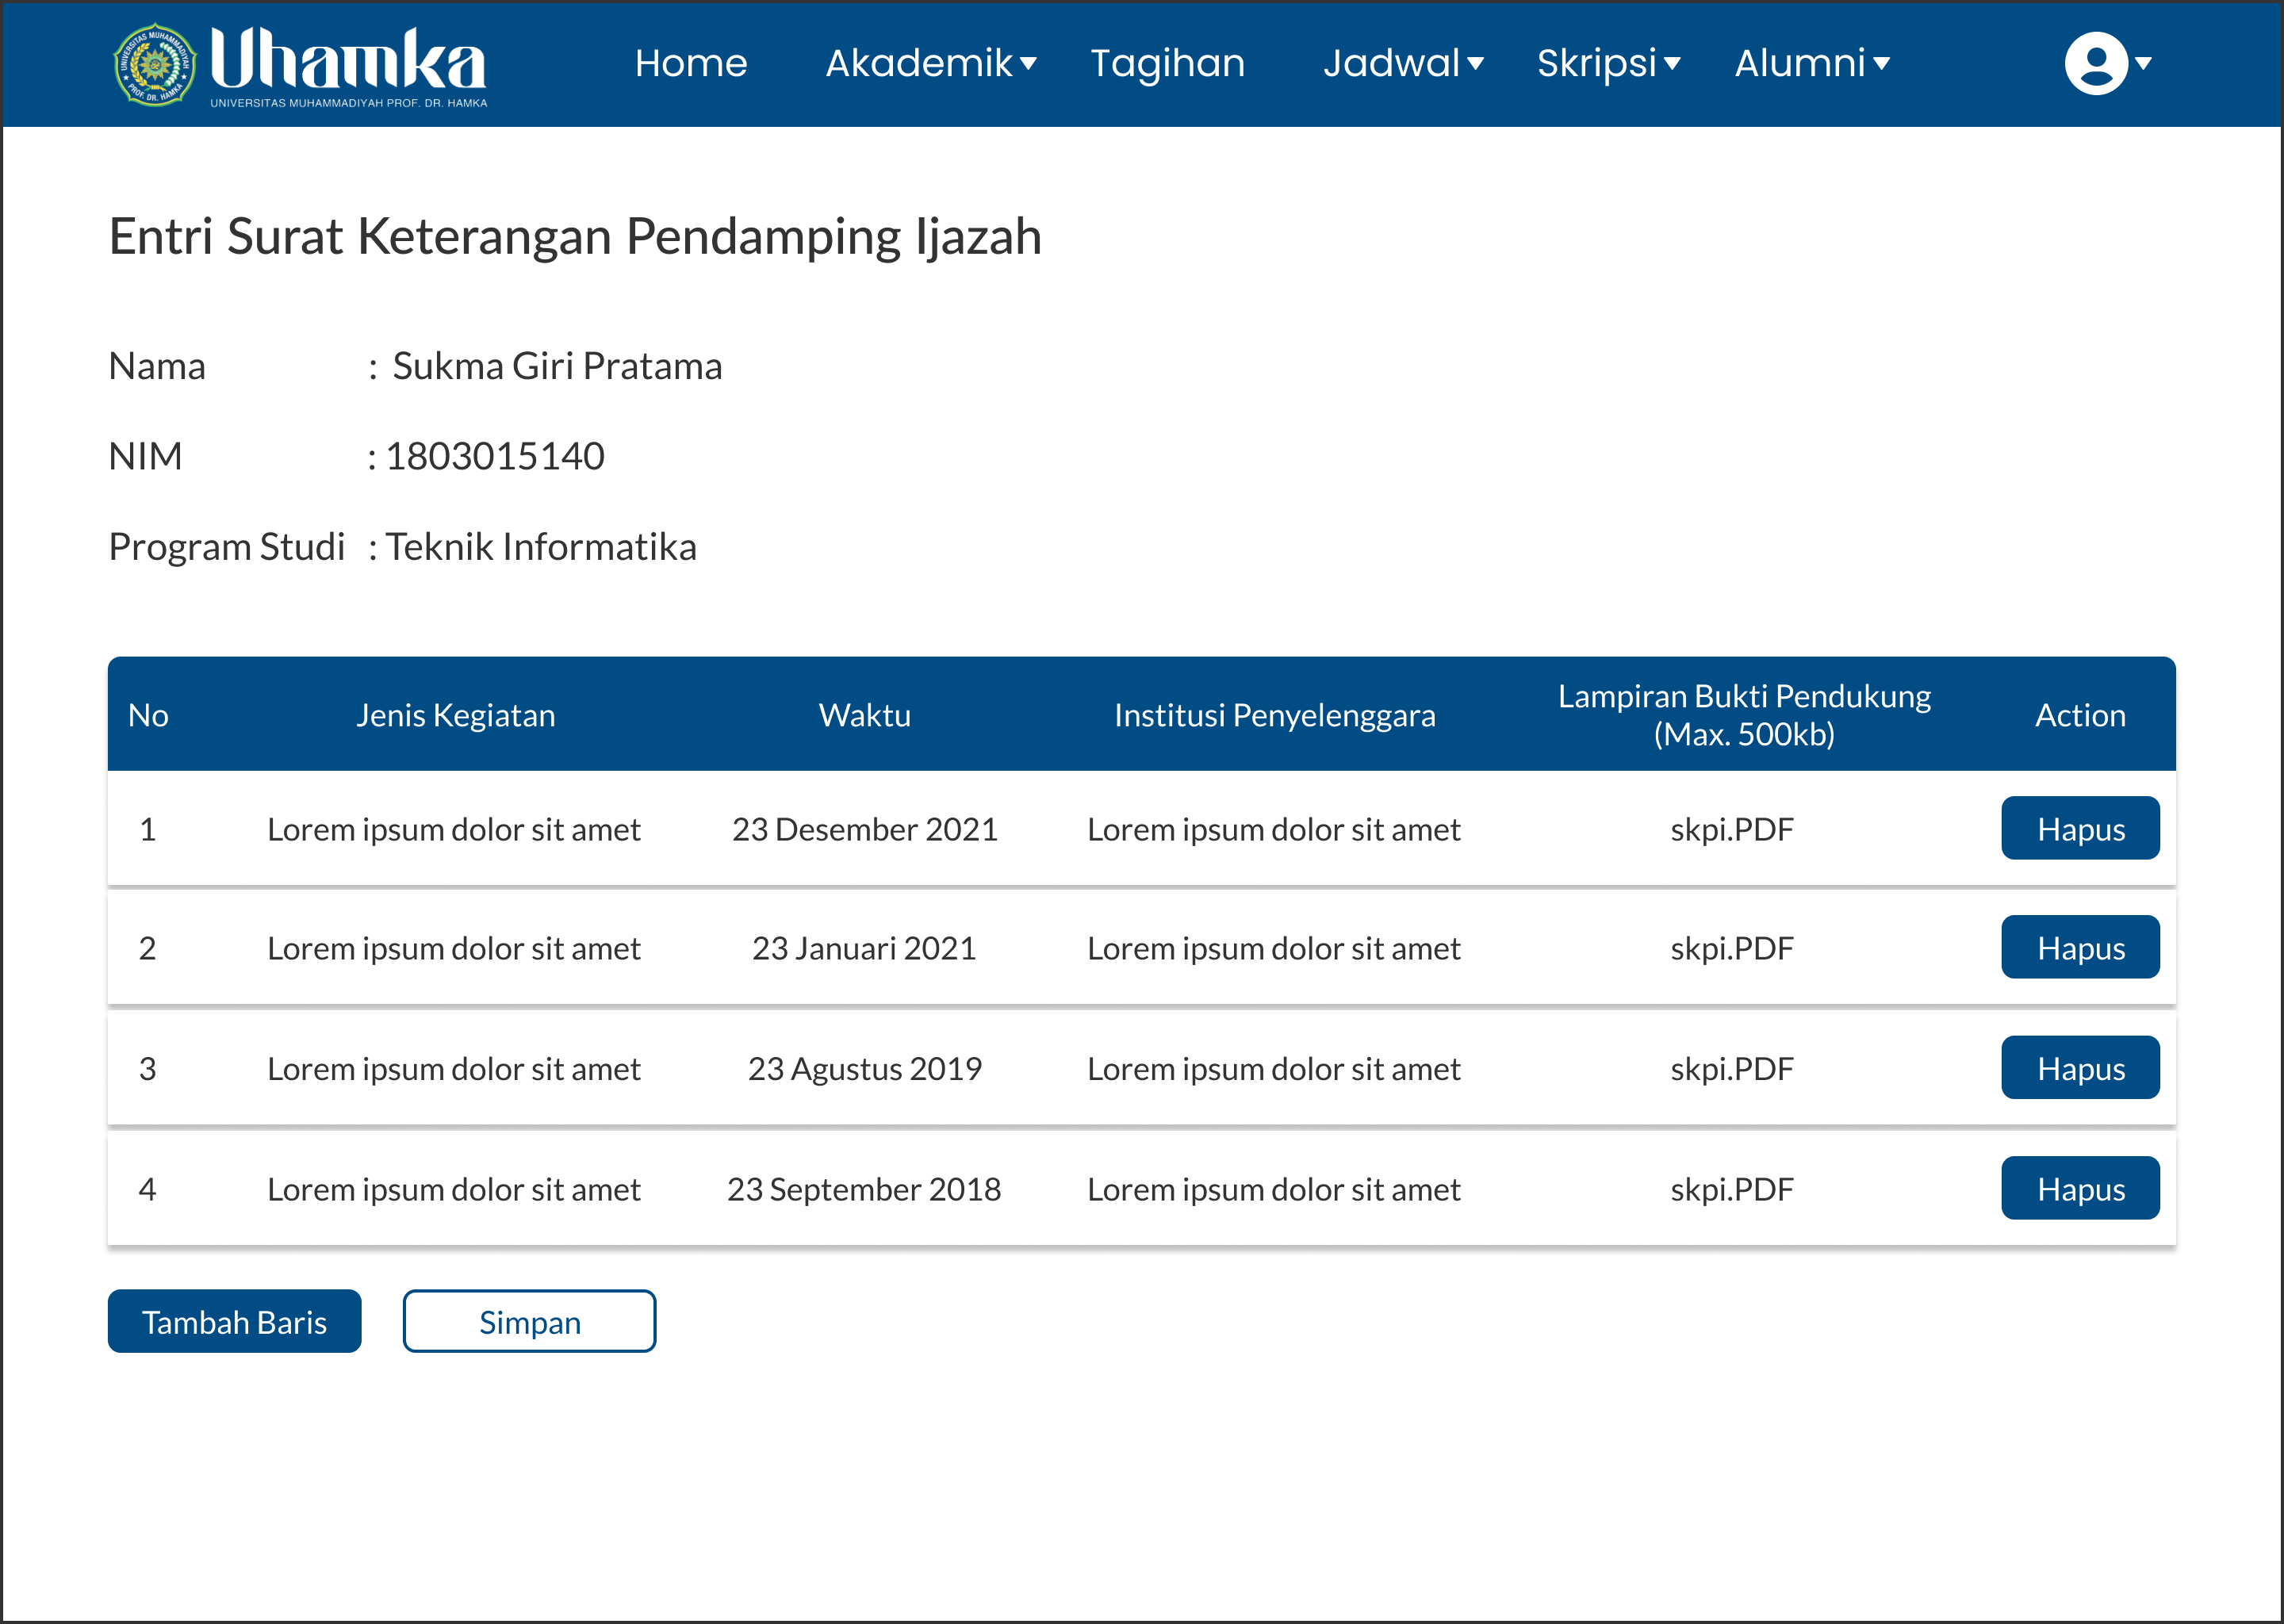 UNIVERSITAS MUHAMMADIYAH
PROF. DR. HAMKA
Uhamka
UNIVERSITAS MUHAMMADIYAH PROF. DR. HAMKA
Home Akademik Tagihan Jadwal Skripsi Alumni
Entri Surat Keterangan Pendamping Ijazah
Nama : Sukma Giri Pratama
NIM : 1803015140
Program Studi : Teknik Informatika
No Jenis Kegiatan Waktu Institusi Penyelenggara Lampiran Bukti Pendukung (Max. 500kb) Action
1 Lorem ipsum dolor sit amet 23 Desember 2021 Lorem ipsum dolor sit amet skpi.PDF Hapus
2 Lorem ipsum dolor sit amet 23 Januari 2021 Lorem ipsum dolor sit amet skpi.PDF Hapus
3 Lorem ipsum dolor sit amet 23 Agustus 2019 Lorem ipsum dolor sit amet skpi.PDF Hapus
4 Lorem ipsum dolor sit amet 23 September 2018 Lorem ipsum dolor sit amet skpi.PDF Hapus
Tambah Baris Simpan